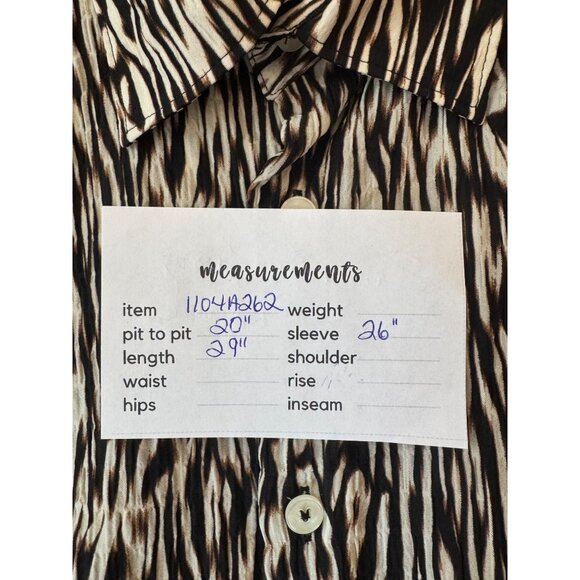 measurements
item 1104A262 weight
pit to pit 20" sleeve 26"
length 29" shoulder
waist rise
hips inseam